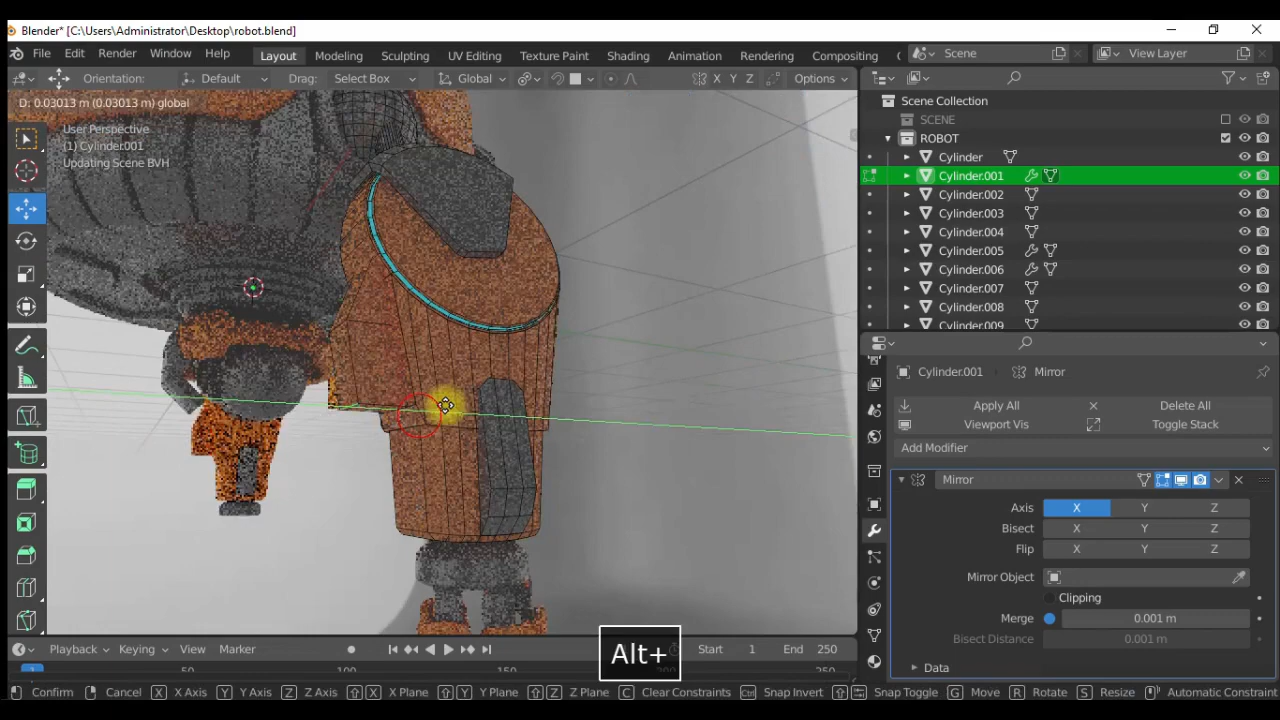 Blender* [C:\Users\Administrator\Desktop\robot.blend]
File Edit Render Window Help Layout Modeling Sculpting UV Editing Texture Paint Shading Animation Rendering Compositing Scene View Layer
Orientation: Default Drag: Select Box Global X Y Z Options
D: 0.03013 m (0.03013 m) global
User Perspective
(1) Cylinder.001
Updating Scene BVH
Scene Collection
SCENE
ROBOT
Cylinder
Cylinder.001
Cylinder.002
Cylinder.003
Cylinder.004
Cylinder.005
Cylinder.006
Cylinder.007
Cylinder.008
Cylinder.009
Cylinder.001 Mirror
Apply All Delete All
Viewport Vis Toggle Stack
Add Modifier
Mirror
Axis X Y Z
Bisect X Y Z
Flip X Y Z
Mirror Object
Clipping
Merge 0.001 m
Bisect Distance 0.001 m
Data
Alt+
Playback Keying View Marker Start 1 End 250
1 50 100 150 250
Confirm Cancel X X Axis Y Y Axis Z Z Axis X X Plane Y Y Plane Z Z Plane C Clear Constraints Ctrl Snap Invert Snap Toggle G Move R Rotate S Resize Automatic Constraint